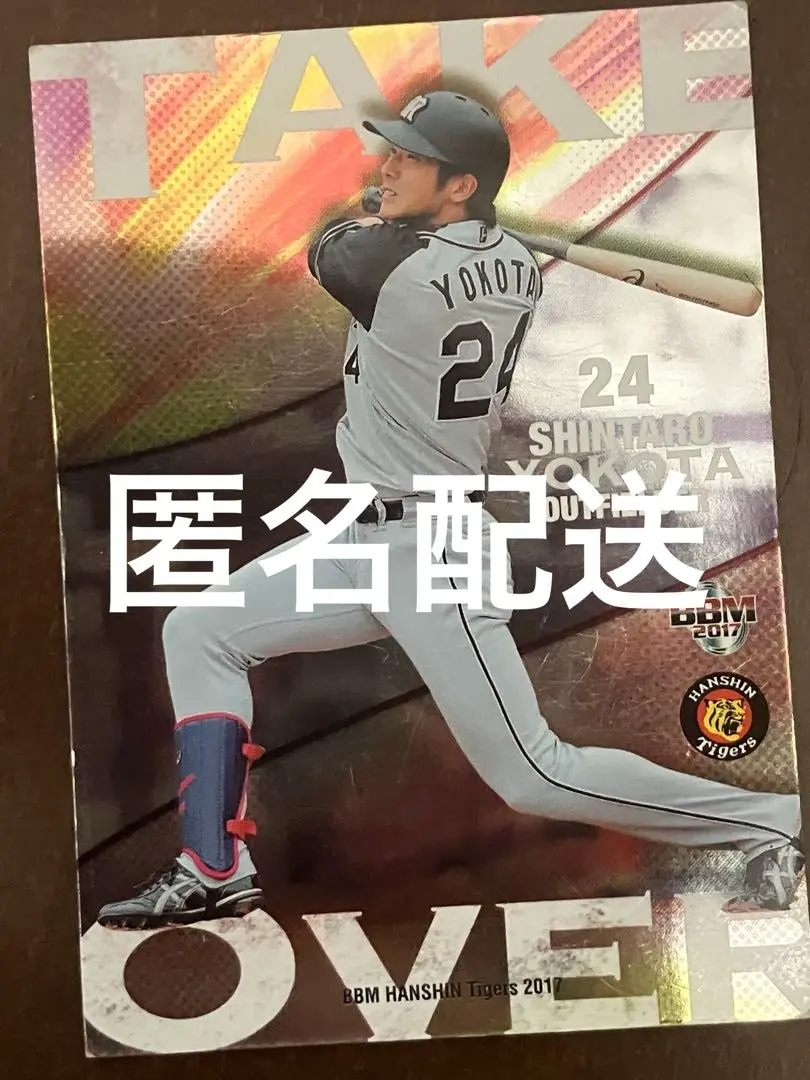 TAKE
YOKOTA
24
4
24
SHINTARO
YOKOTA
匿名配送
BBM
2017
HANSHIN
Tigers
OVER
BBM HANSHIN Tigers 2017